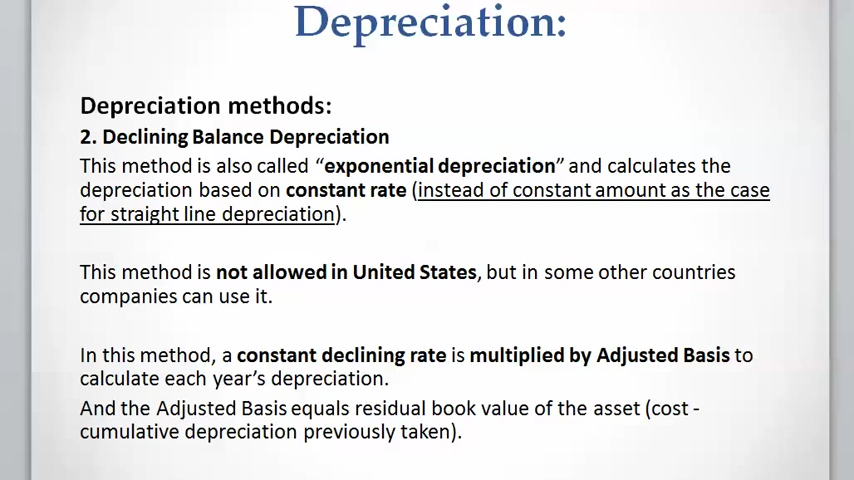 Depreciation:
Depreciation methods:
2. Declining Balance Depreciation
This method is also called “exponential depreciation” and calculates the
depreciation based on constant rate (instead of constant amount as the case
for straight line depreciation).
This method is not allowed in United States, but in some other countries
companies can use it.
In this method, a constant declining rate is multiplied by Adjusted Basis to
calculate each year’s depreciation.
And the Adjusted Basis equals residual book value of the asset (cost -
cumulative depreciation previously taken).